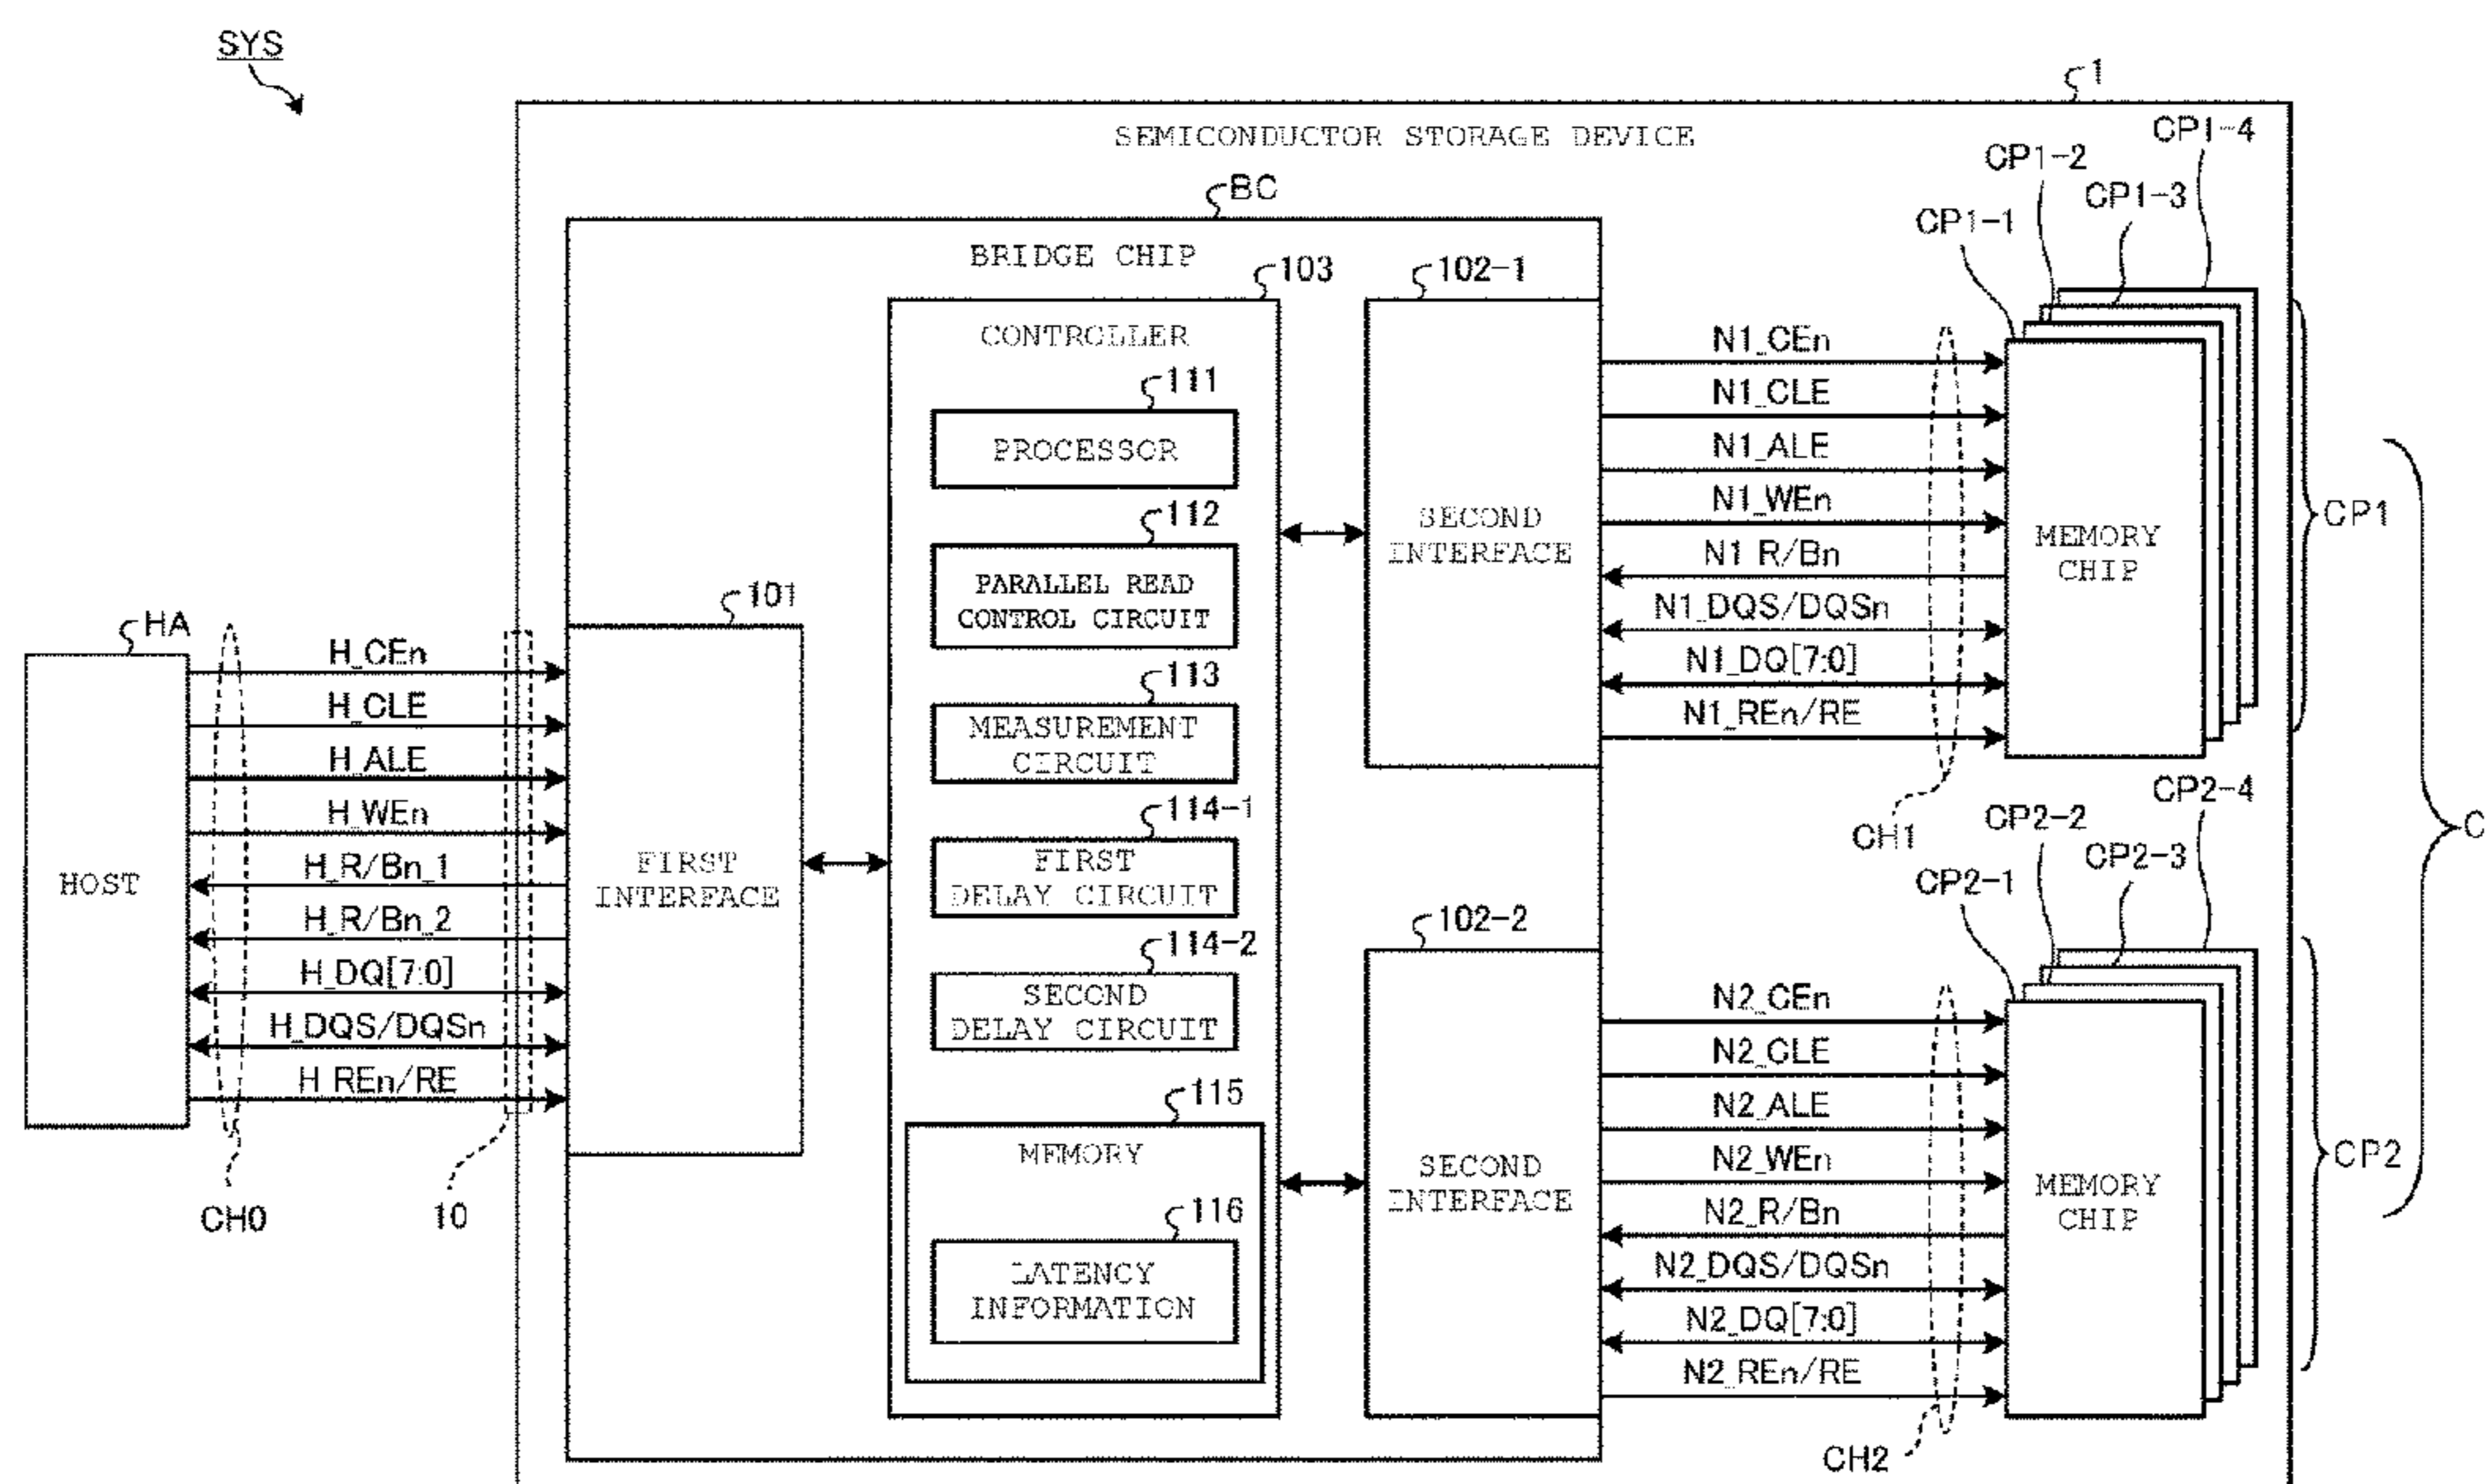 SYS
1
SEMICONDUCTOR STORAGE DEVICE
BC
BRIDGE CHIP
103
CONTROLLER
111
PROCESSOR
112
PARALLEL READ
CONTROL CIRCUIT
113
MEASUREMENT
CIRCUIT
114-1
FIRST
DELAY CIRCUIT
114-2
SECOND
DELAY CIRCUIT
115
MEMORY
116
LATENCY
INFORMATION
HA
HOST
H_CEn
H_CLE
H_ALE
H_WEn
H_R/Bn_1
H_R/Bn_2
H_DQ[7:0]
H_DQS/DQSn
H_REn/RE
CH0
10
101
FIRST
INTERFACE
102-1
SECOND
INTERFACE
N1_CEn
N1_CLE
N1_ALE
N1_WEn
N1_R/Bn
N1_DQS/DQSn
N1_DQ[7:0]
N1_REn/RE
CH1
CP1-1
CP1-2
CP1-3
CP1-4
MEMORY
CHIP
CP1
102-2
SECOND
INTERFACE
N2_CEn
N2_CLE
N2_ALE
N2_WEn
N2_R/Bn
N2_DQS/DQSn
N2_DQ[7:0]
N2_REn/RE
CH2
CP2-1
CP2-2
CP2-3
CP2-4
MEMORY
CHIP
CP2